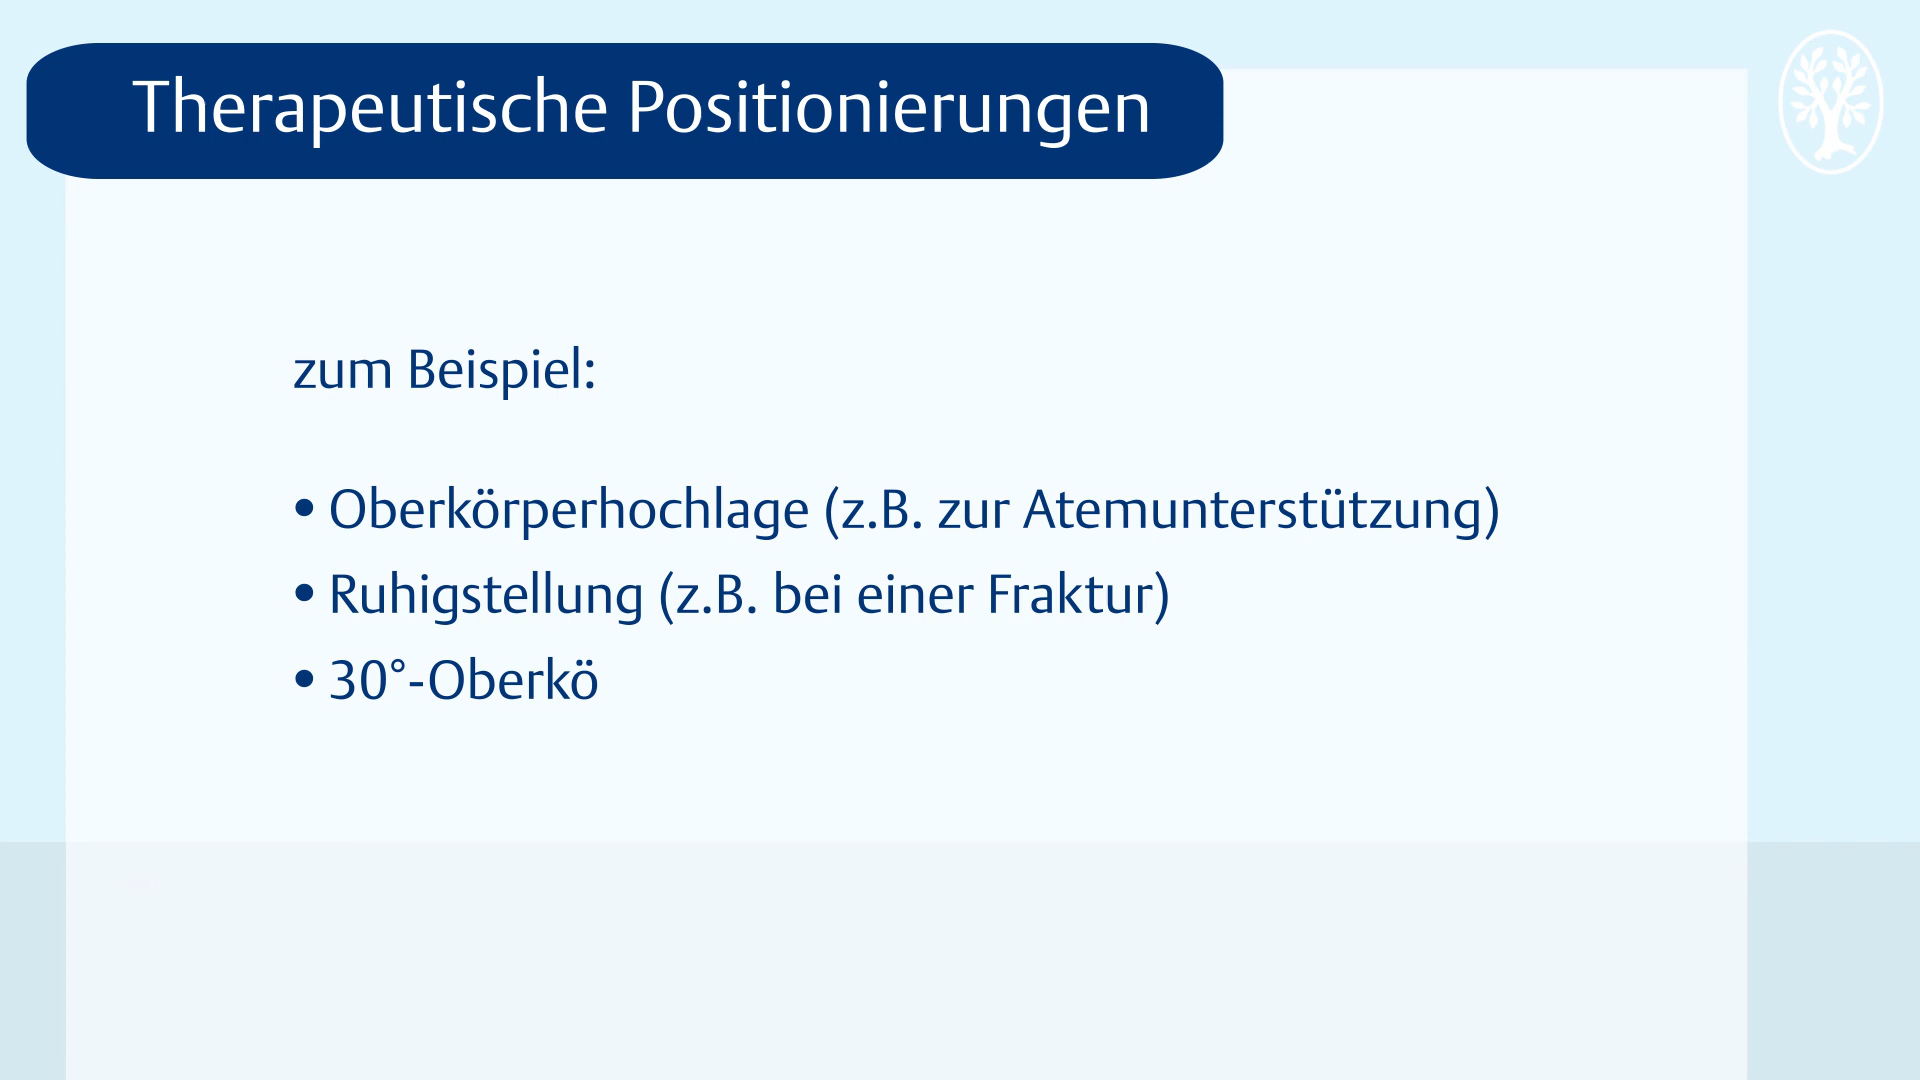 Therapeutische Positionierungen
zum Beispiel:
• Oberkörperhochlage (z.B. zur Atemunterstützung)
• Ruhigstellung (z.B. bei einer Fraktur)
• 30°-Oberkö